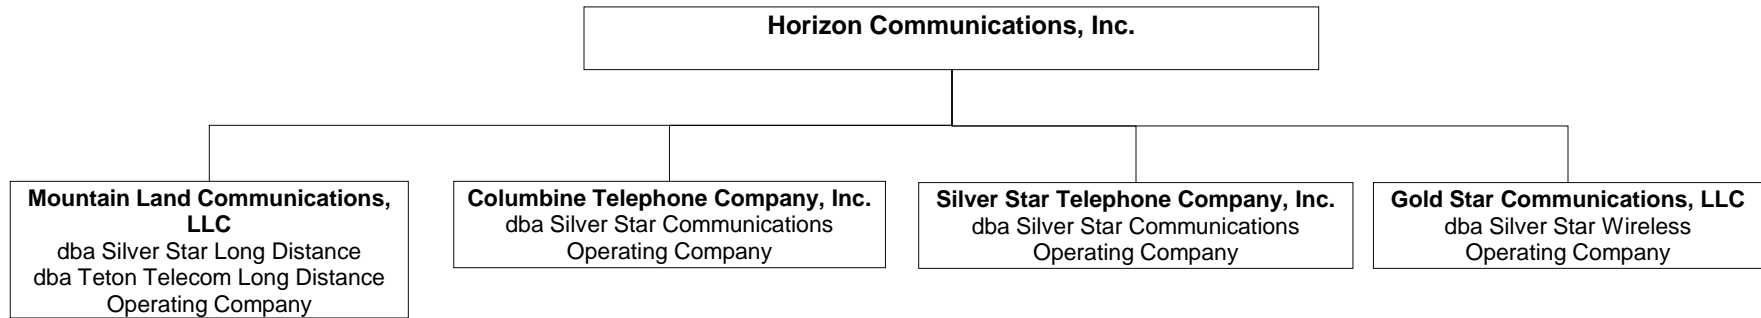 Horizon Communications, Inc.
Mountain Land Communications,
LLC
dba Silver Star Long Distance
dba Teton Telecom Long Distance
Operating Company
Columbine Telephone Company, Inc.
dba Silver Star Communications
Operating Company
Silver Star Telephone Company, Inc.
dba Silver Star Communications
Operating Company
Gold Star Communications, LLC
dba Silver Star Wireless
Operating Company